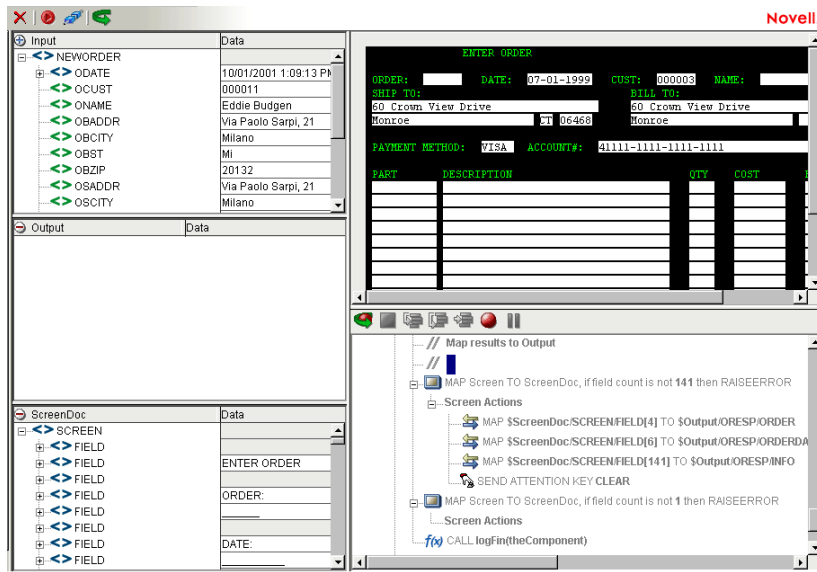 Novell
Input Data
NEWORDER
ODATE 10/01/2001 1:09:13 PM
OCUST 000011
ONAME Eddie Budgen
OBADDR Via Paolo Sarpi, 21
OBCITY Milano
OBST Mi
OBZIP 20132
OSADDR Via Paolo Sarpi, 21
OSCITY Milano
Output Data
ScreenDoc Data
SCREEN
FIELD
FIELD ENTER ORDER
FIELD
FIELD ORDER:
FIELD
FIELD
FIELD DATE:
FIELD
ENTER ORDER
ORDER: DATE: 07-01-1999 CUST: 000003 NAME:
SHIP TO: BILL TO:
60 Crown View Drive 60 Crown View Drive
Monroe CT 06468 Monroe
PAYMENT METHOD: VISA ACCOUNT#: 41111-1111-1111-1111
PART DESCRIPTION QTY COST
// Map results to Output
//
MAP Screen TO ScreenDoc, if field count is not 141 then RAISEERROR
Screen Actions
MAP $ScreenDoc/SCREEN/FIELD[4] TO $Output/ORESP/ORDER
MAP $ScreenDoc/SCREEN/FIELD[6] TO $Output/ORESP/ORDERDA
MAP $ScreenDoc/SCREEN/FIELD[141] TO $Output/ORESP/INFO
SEND ATTENTION KEY CLEAR
MAP Screen TO ScreenDoc, if field count is not 1 then RAISEERROR
Screen Actions
f(x) CALL logFin(theComponent)